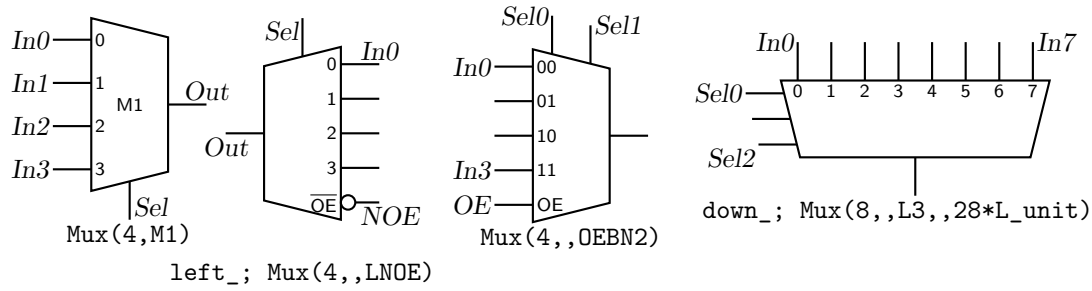 In0
In1
In2
In3
0
1
2
3
M1
Out
Sel
Mux(4,M1)
Sel
0
1
2
3
OE
In0
Out
NOE
left_; Mux(4,,LNOE)
Sel0
Sel1
In0
In3
OE
00
01
10
11
OE
Mux(4,,OEBN2)
In0
In7
Sel0
Sel2
0 1 2 3 4 5 6 7
down_; Mux(8,,L3,,28*L_unit)